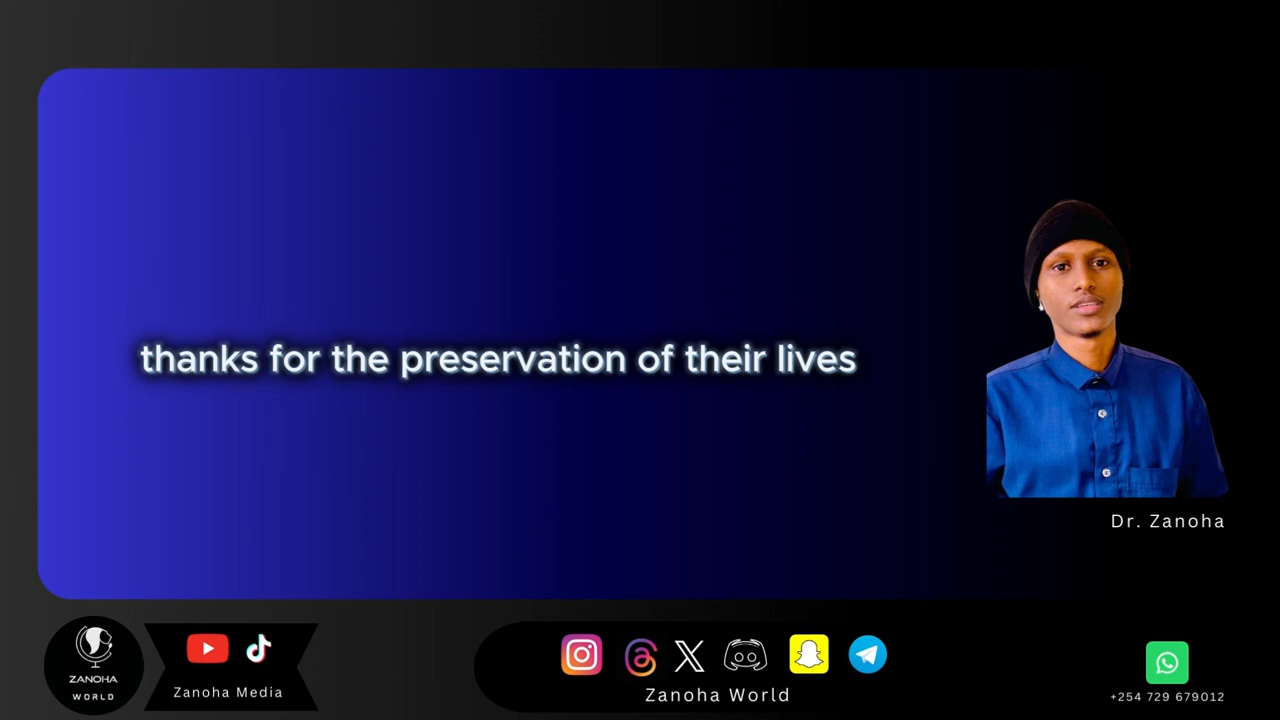 thanks for the preservation of their lives
Dr. Zanoha
ZANOHA
WORLD
Zanoha Media
Zanoha World
+254 729 679012